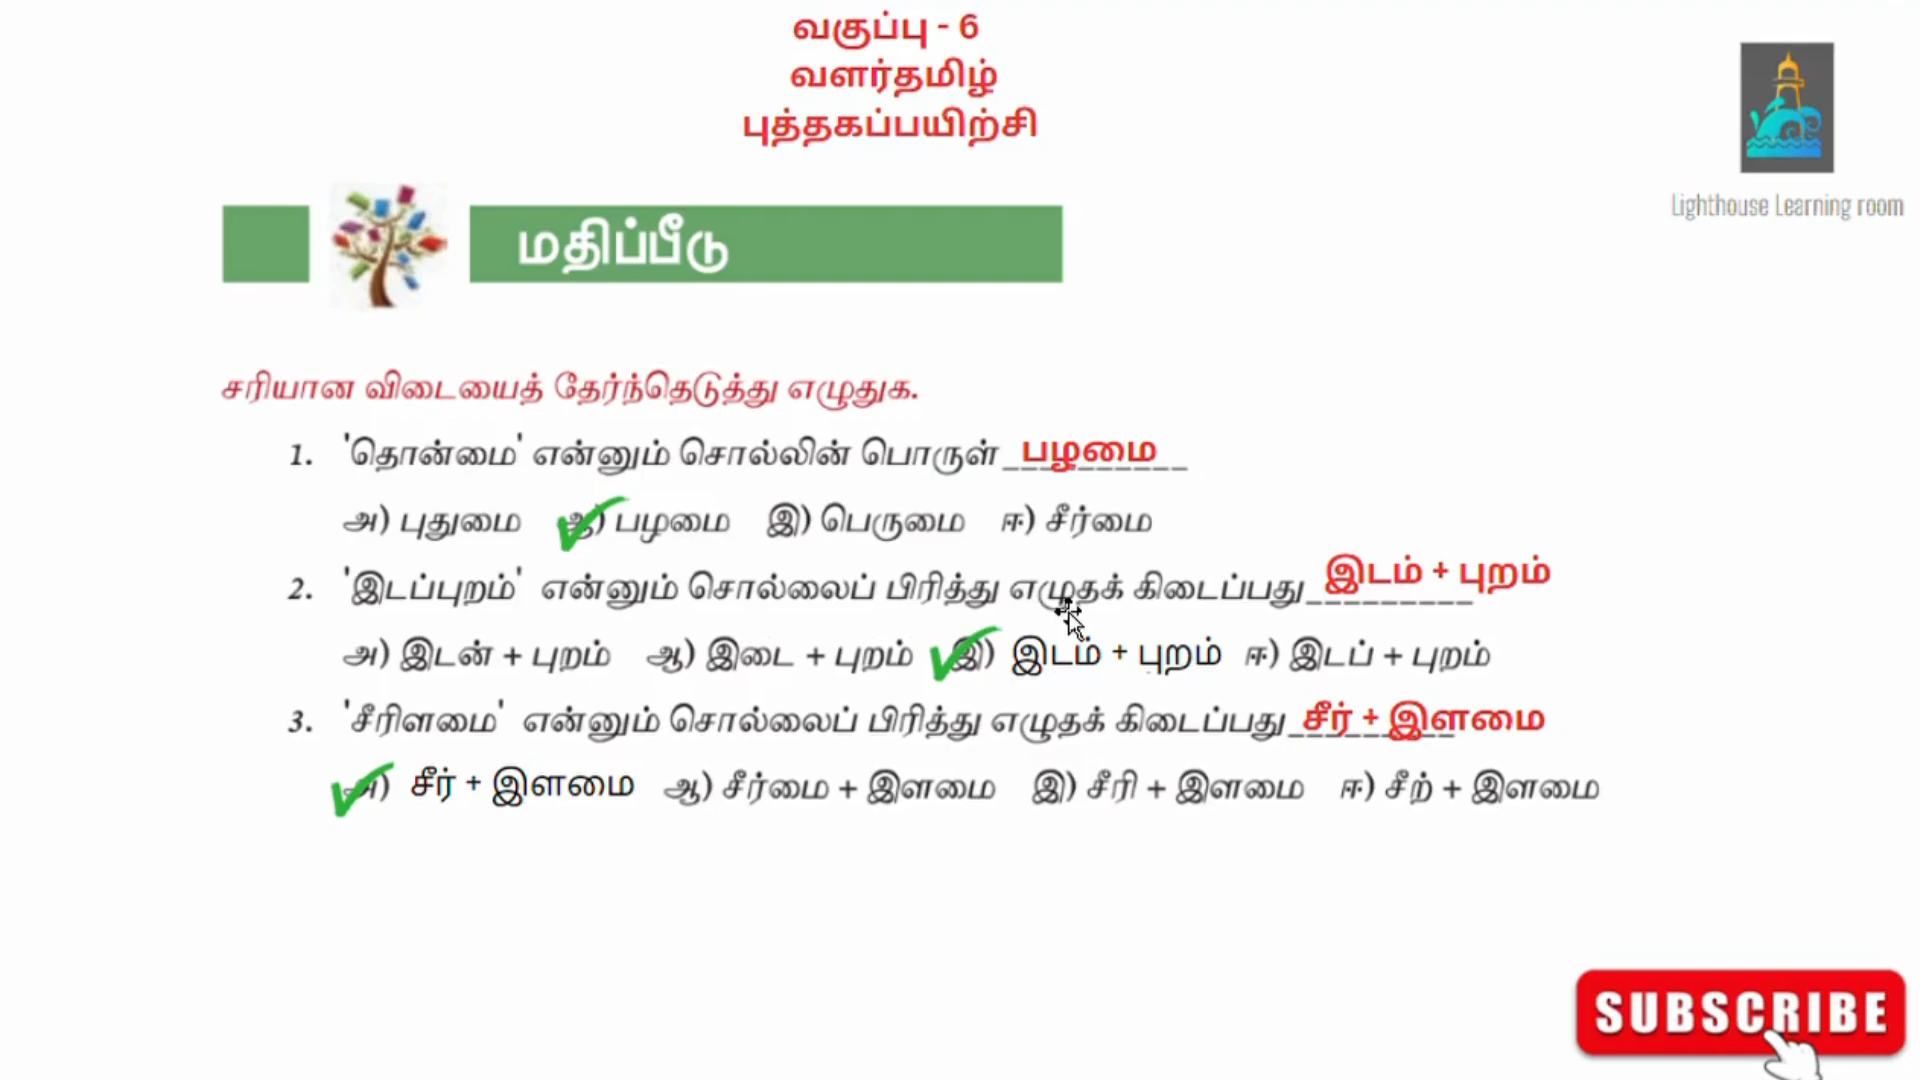 வகுப்பு - 6
வளர்தமிழ்
புத்தகப்பயிற்சி
Lighthouse Learning room
மதிப்பீடு
சரியான விடையைத் தேர்ந்தெடுத்து எழுதுக.
1. 'தொன்மை' என்னும் சொல்லின் பொருள் பழமை
அ) புதுமை ஆ) பழமை இ) பெருமை ஈ) சீர்மை
2. 'இடப்புறம்' என்னும் சொல்லைப் பிரித்து எழுதக் கிடைப்பது இடம் + புறம்
அ) இடன் + புறம் ஆ) இடை + புறம் இ) இடம் + புறம் ஈ) இடப் + புறம்
3. 'சீரிளமை' என்னும் சொல்லைப் பிரித்து எழுதக் கிடைப்பது சீர் + இளமை
அ) சீர் + இளமை ஆ) சீர்மை + இளமை இ) சீரி + இளமை ஈ) சீற் + இளமை
SUBSCRIBE